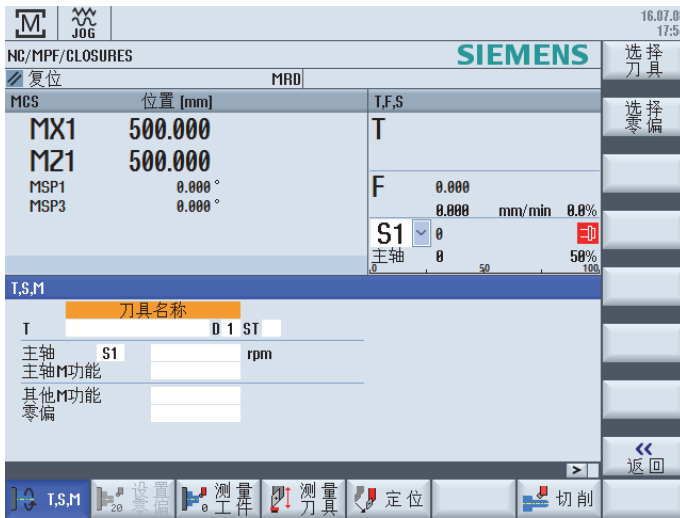 M JOG 16.07.0
17:5
NC/MPF/CLOSURES SIEMENS
复位 MRD
MCS 位置 [mm] T,F,S
MX1 500.000 T
MZ1 500.000
MSP1 0.000 °
MSP3 0.000 °
F 0.000
0.000 mm/min 0.0%
S1 0
主轴 0 50%
0 50 100
T,S,M
刀具名称
T D 1 ST
主轴 S1 rpm
主轴M功能
其他M功能
零偏
选择
刀具
选择
零偏
<<
返回
>
T,S,M
20 设置
零偏
0 测量
工件
测量
刀具
定位
切削